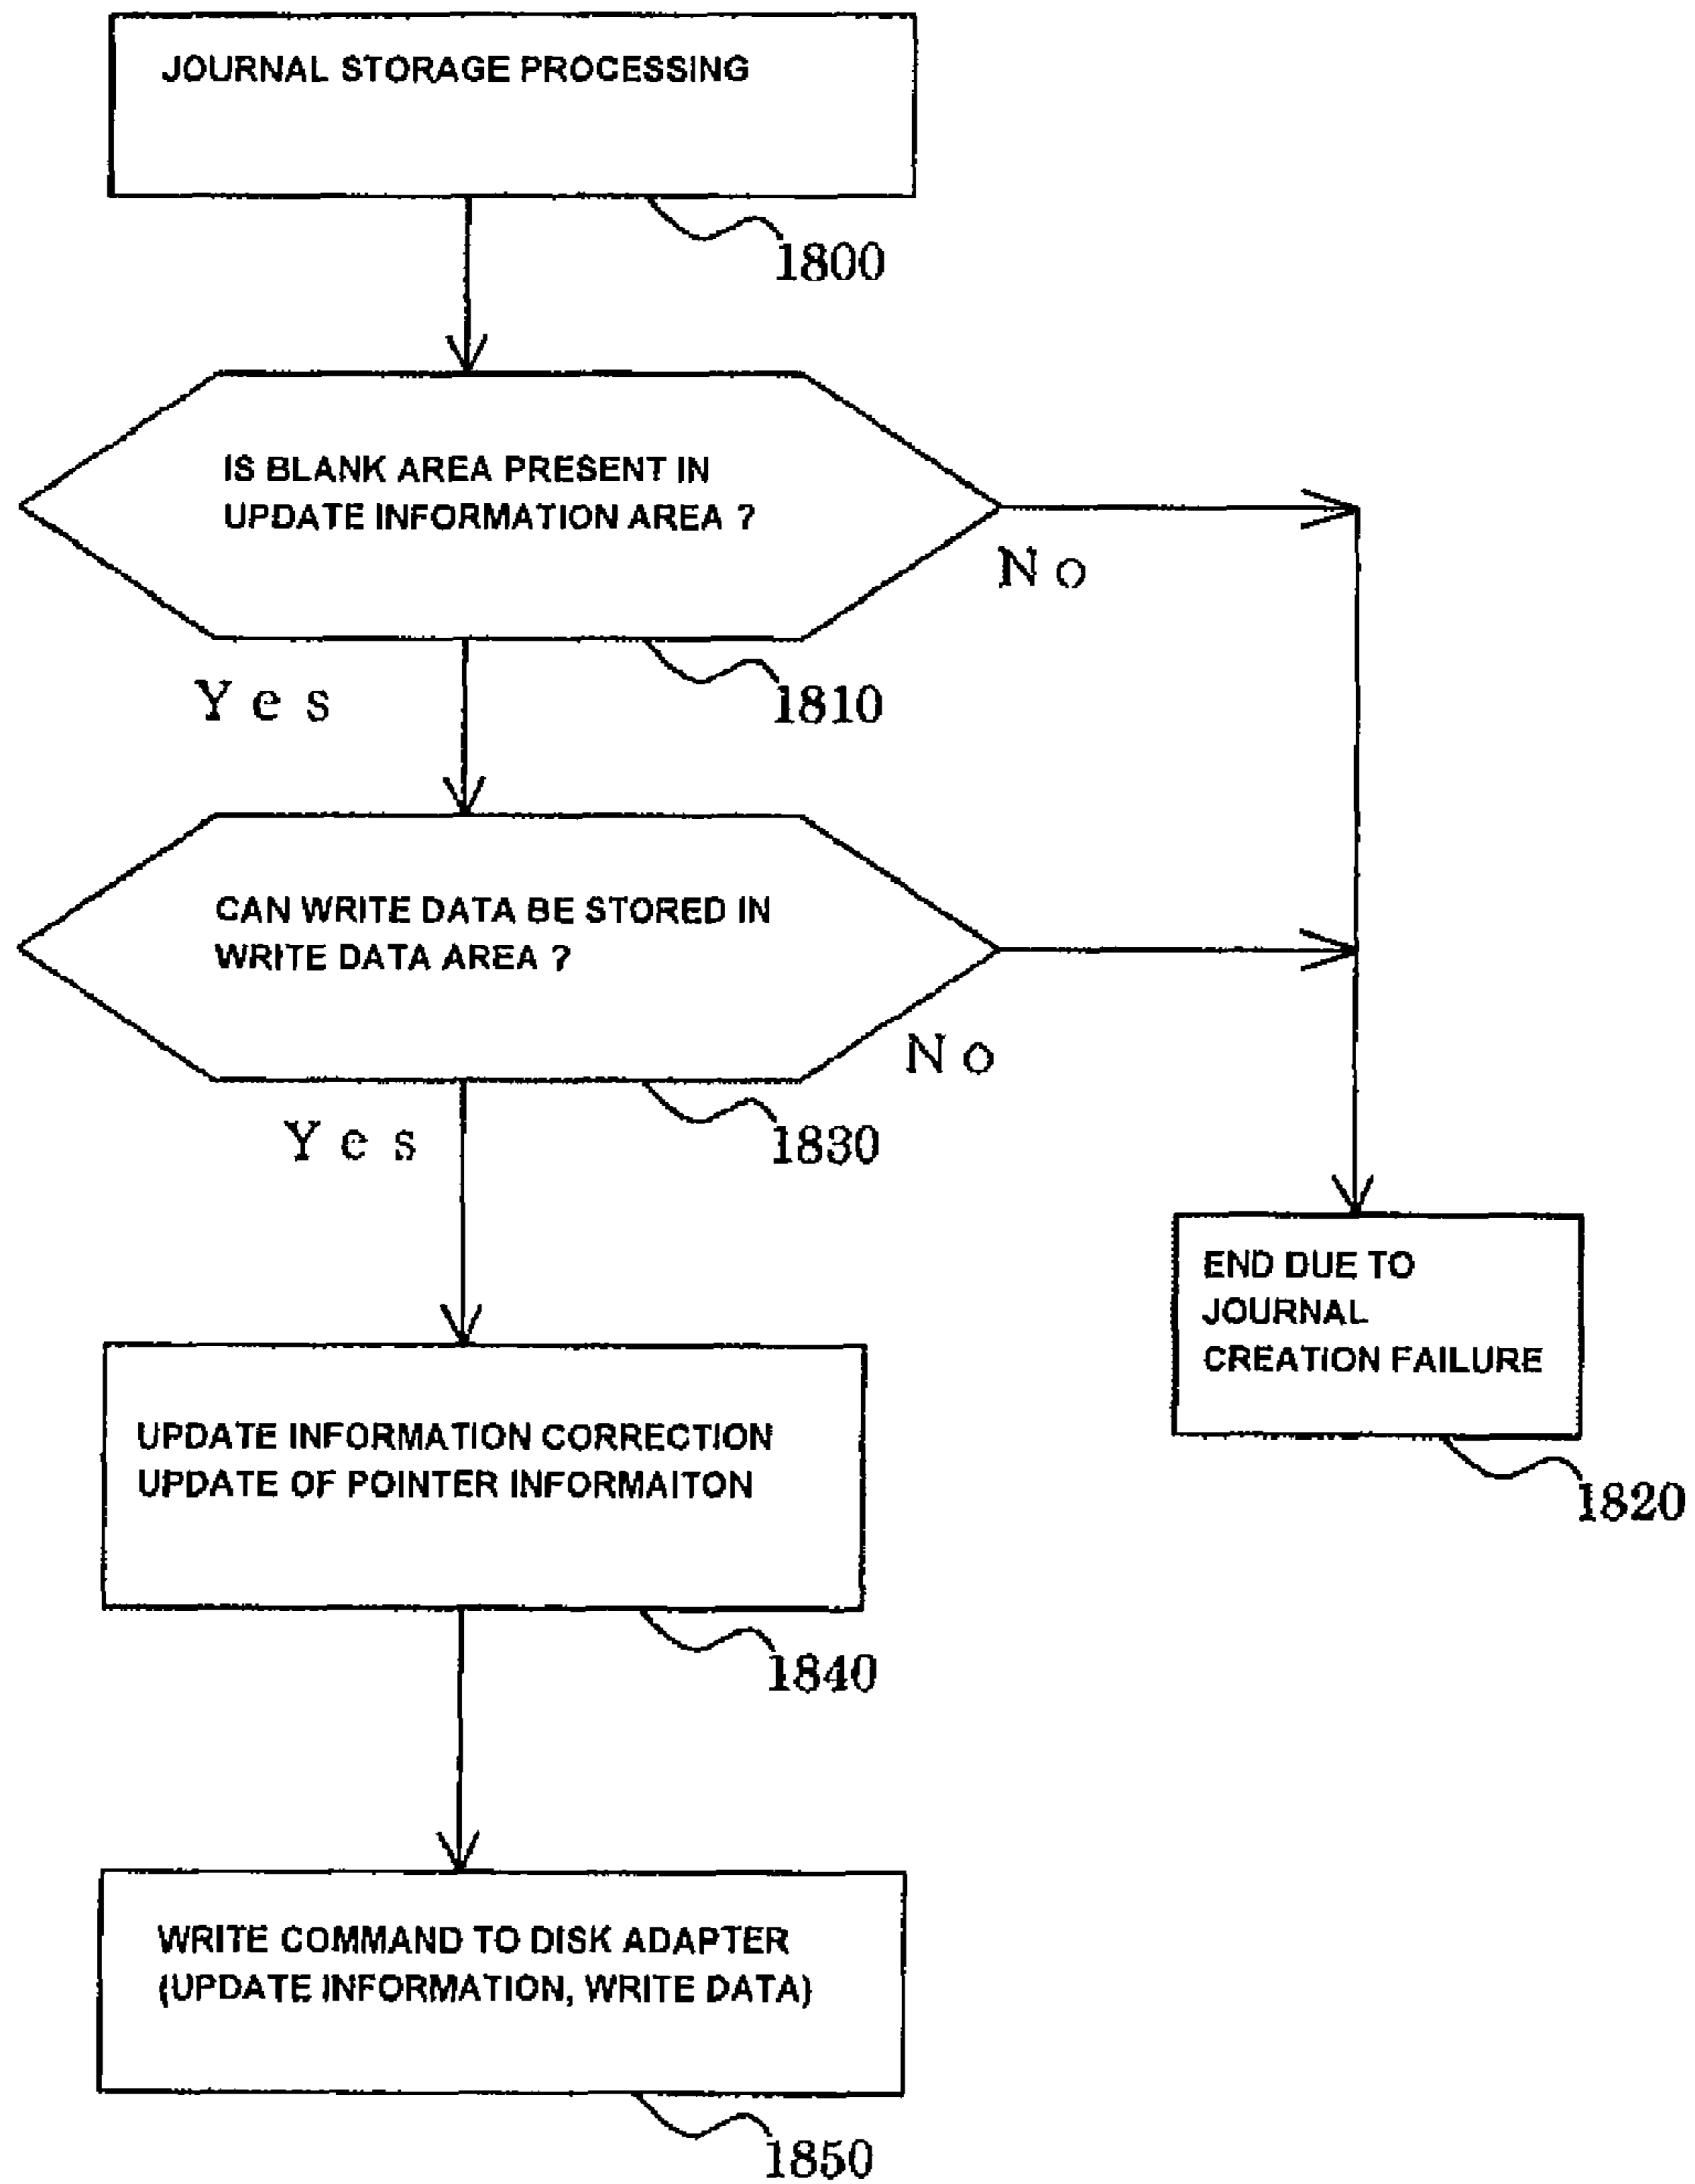 JOURNAL STORAGE PROCESSING
1800
IS BLANK AREA PRESENT IN
UPDATE INFORMATION AREA ?
No
Yes
1810
CAN WRITE DATA BE STORED IN
WRITE DATA AREA ?
No
Yes
1830
END DUE TO
JOURNAL
CREATION FAILURE
1820
UPDATE INFORMATION CORRECTION
UPDATE OF POINTER INFORMAITON
1840
WRITE COMMAND TO DISK ADAPTER
(UPDATE INFORMATION, WRITE DATA)
1850